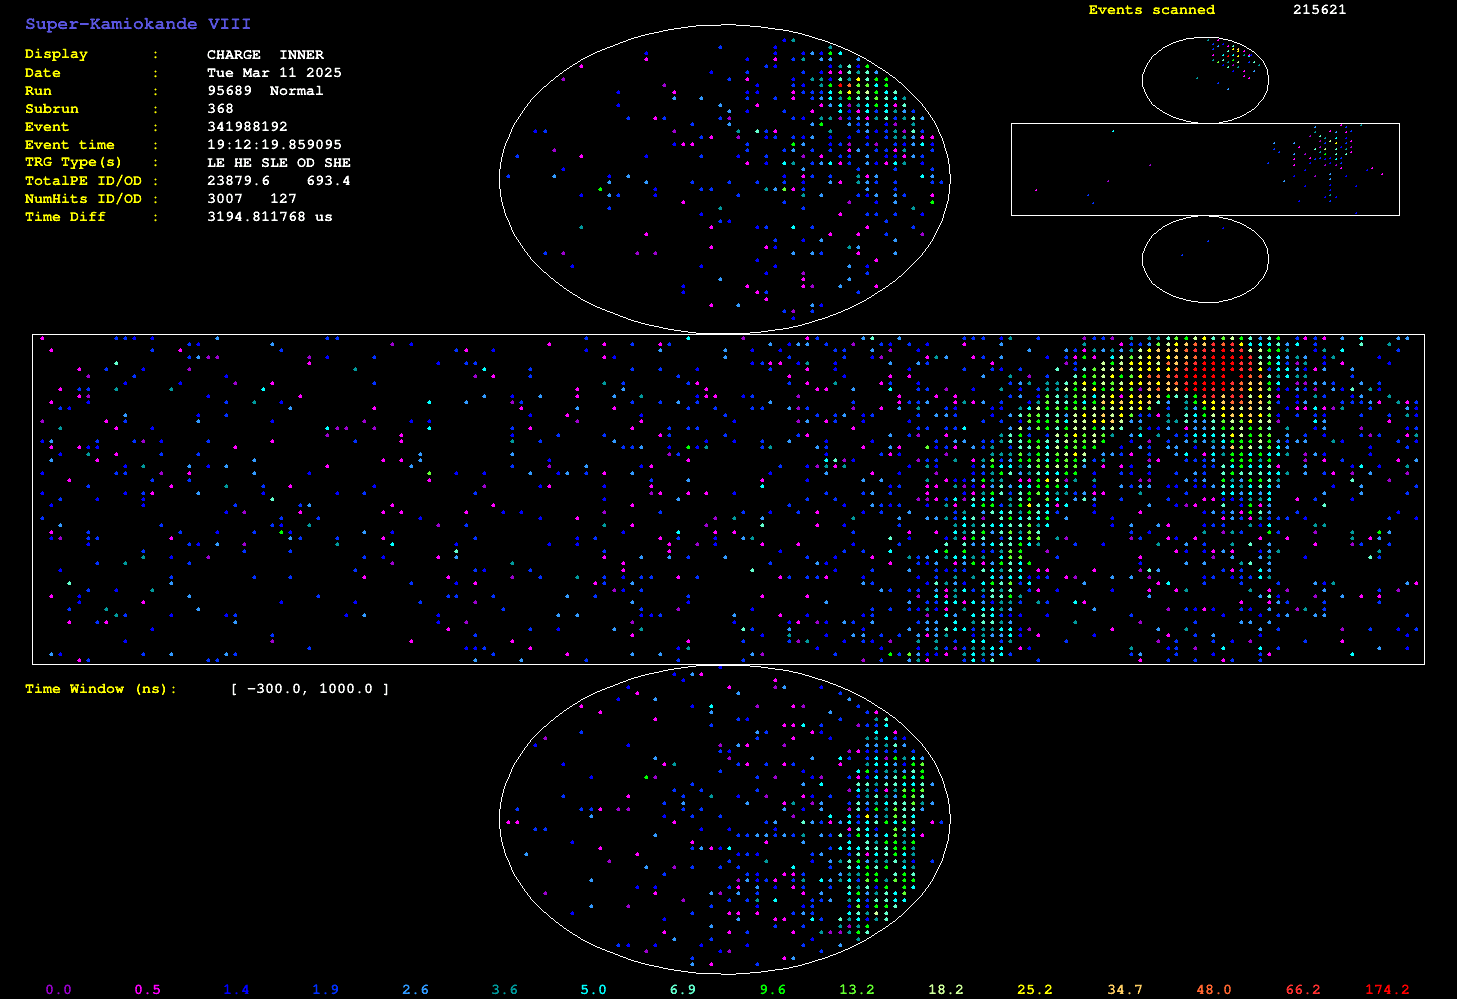 Super-Kamiokande VIII
Events scanned 215621
Display : CHARGE INNER
Date : Tue Mar 11 2025
Run : 95689 Normal
Subrun : 368
Event : 341988192
Event time : 19:12:19.859095
TRG Type(s) : LE HE SLE OD SHE
TotalPE ID/OD : 23879.6 693.4
NumHits ID/OD : 3007 127
Time Diff : 3194.811768 us
Time Window (ns): [ -300.0, 1000.0 ]
0.0 0.5 1.4 1.9 2.6 3.6 5.0 6.9 9.6 13.2 18.2 25.2 34.7 48.0 66.2 174.2